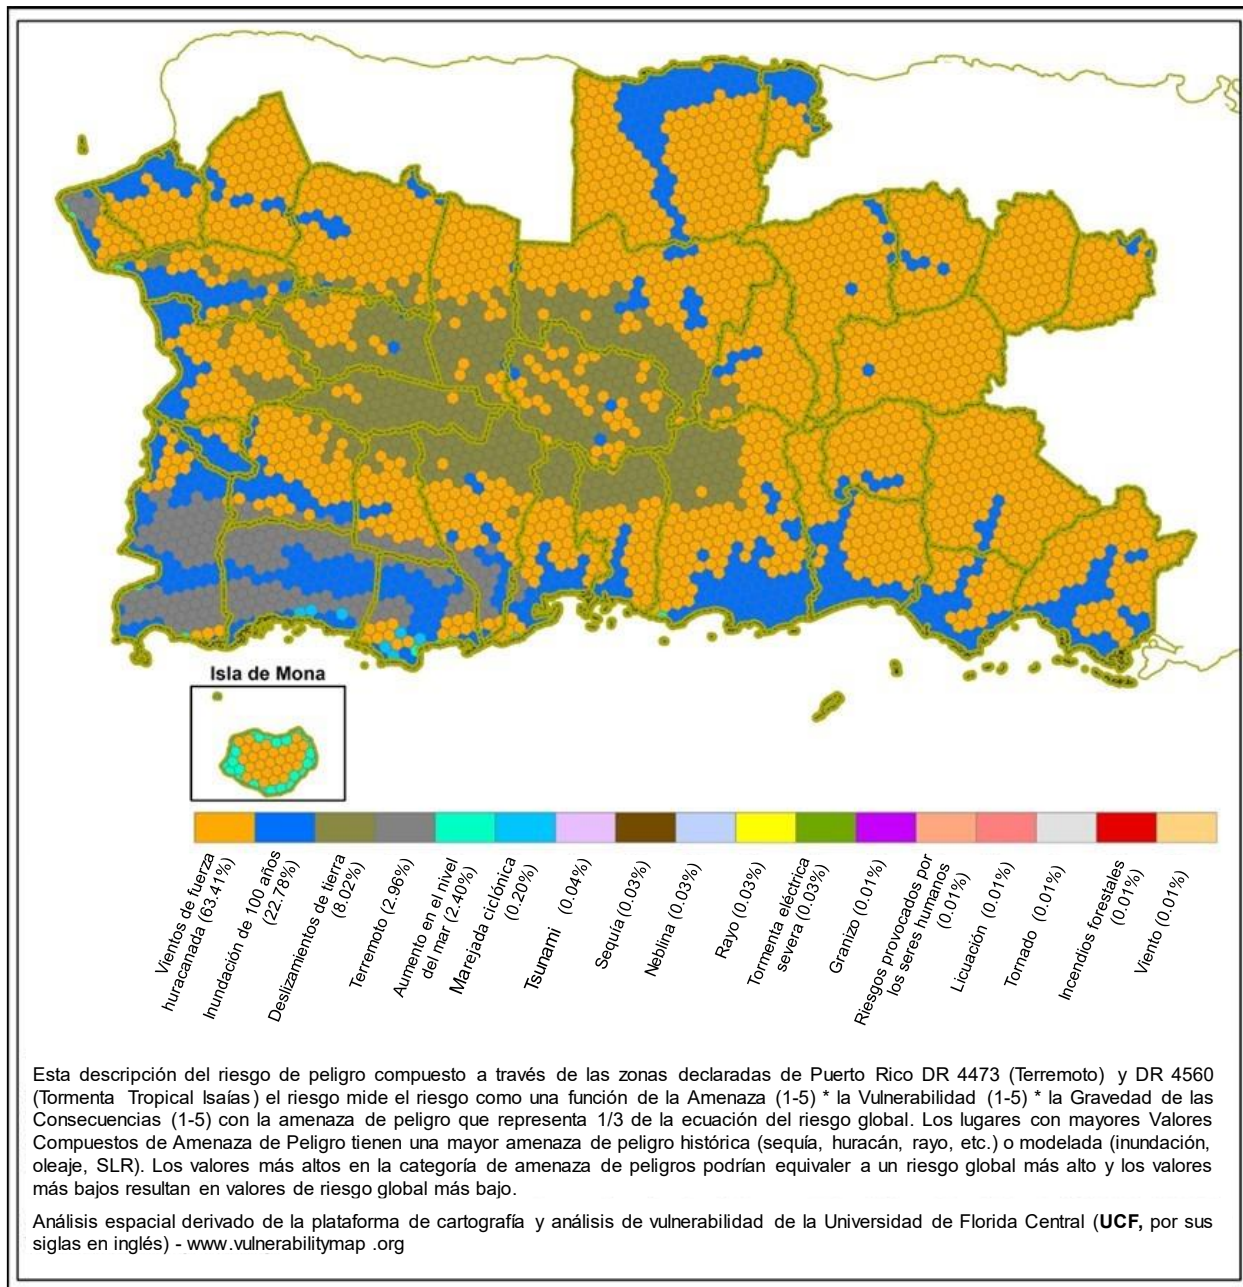 Isla de Mona
Vientos de fuerza
huracanada (63.41%)
Inundación de 100 años
(22.78%)
Deslizamientos de tierra
(8.02%)
Terremoto (2.96%)
Aumento en el nivel
del mar (2.40%)
Marejada ciclónica
(0.20%)
Tsunami (0.04%)
Sequía (0.03%)
Neblina (0.03%)
Rayo (0.03%)
Tormenta eléctrica
severa (0.03%)
Granizo (0.01%)
Riesgos provocados por
los seres humanos
(0.01%)
Licuación (0.01%)
Tornado (0.01%)
Incendios forestales
(0.01%)
Viento (0.01%)
Esta descripción del riesgo de peligro compuesto a través de las zonas declaradas de Puerto Rico DR 4473 (Terremoto) y DR 4560
(Tormenta Tropical Isaías) el riesgo mide el riesgo como una función de la Amenaza (1-5) * la Vulnerabilidad (1-5) * la Gravedad de las
Consecuencias (1-5) con la amenaza de peligro que representa 1/3 de la ecuación del riesgo global. Los lugares con mayores Valores
Compuestos de Amenaza de Peligro tienen una mayor amenaza de peligro histórica (sequía, huracán, rayo, etc.) o modelada (inundación,
oleaje, SLR). Los valores más altos en la categoría de amenaza de peligros podrían equivaler a un riesgo global más alto y los valores
más bajos resultan en valores de riesgo global más bajo.
Análisis espacial derivado de la plataforma de cartografía y análisis de vulnerabilidad de la Universidad de Florida Central (UCF, por sus
siglas en inglés) - www.vulnerabilitymap .org